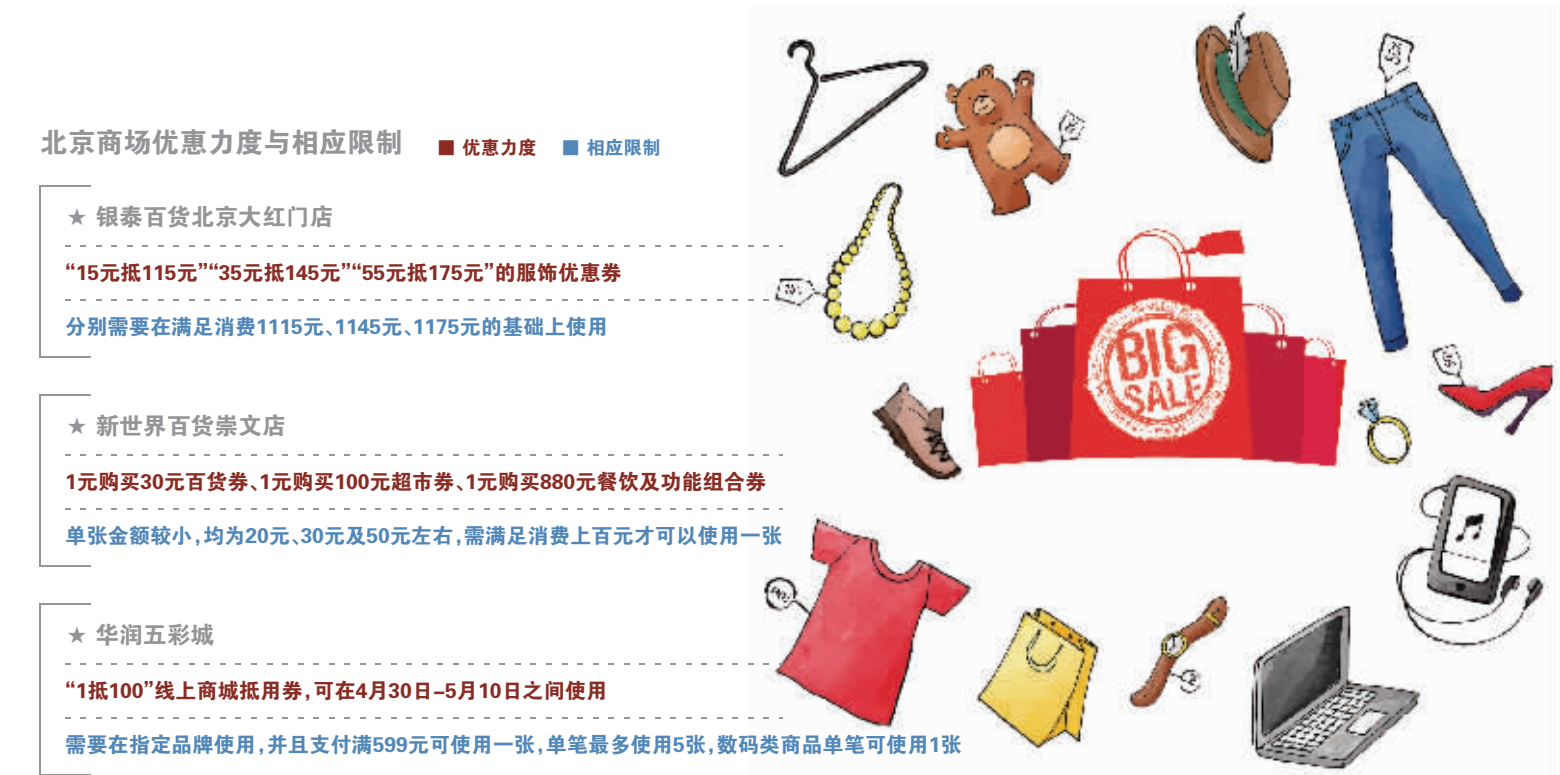 北京商场优惠力度与相应限制
■ 优惠力度 ■ 相应限制
★ 银泰百货北京大红门店
“15元抵115元”“35元抵145元”“55元抵175元”的服饰优惠券
分别需要在满足消费1115元、1145元、1175元的基础上使用
★ 新世界百货崇文店
1元购买30元百货券、1元购买100元超市券、1元购买880元餐饮及功能组合券
单张金额较小,均为20元、30元及50元左右,需满足消费上百元才可以使用一张
★ 华润五彩城
“1抵100”线上商城抵用券,可在4月30日–5月10日之间使用
需要在指定品牌使用,并且支付满599元可使用一张,单笔最多使用5张,数码类商品单笔可使用1张
BIG
SALE